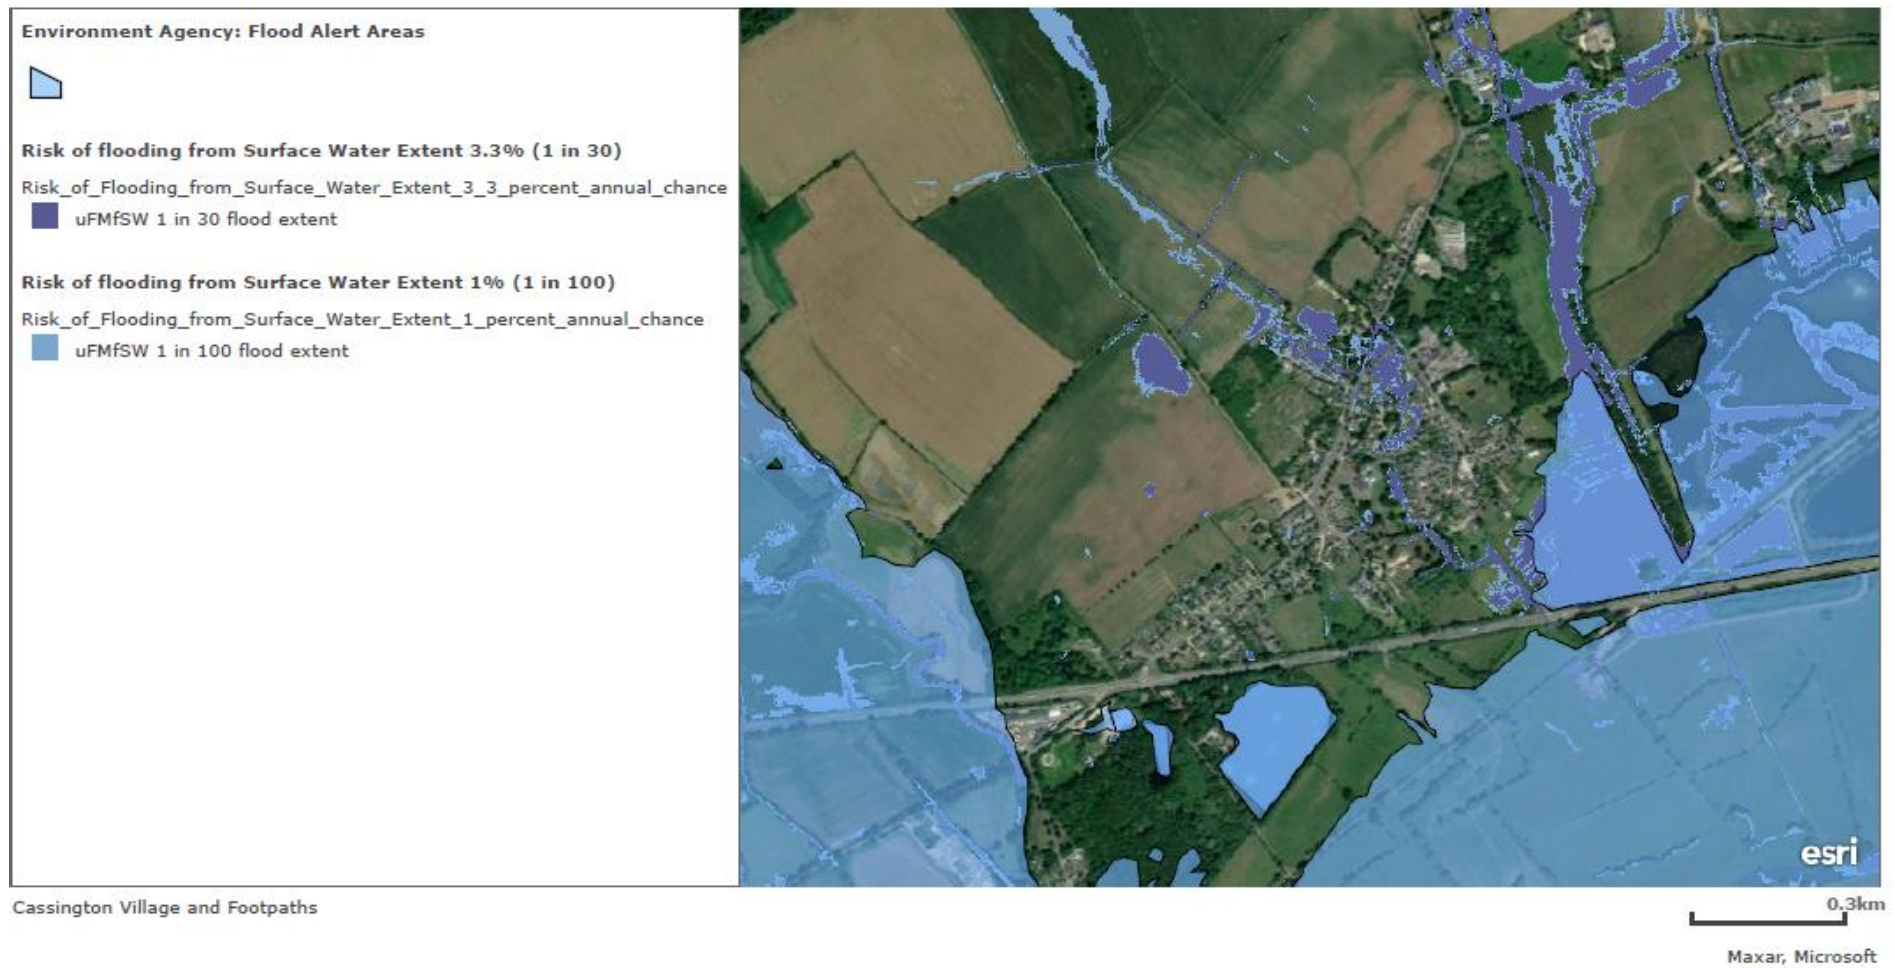 Environment Agency: Flood Alert Areas
Risk of flooding from Surface Water Extent 3.3% (1 in 30)
Risk_of_Flooding_from_Surface_Water_Extent_3_3_percent_annual_chance
uFMfSW 1 in 30 flood extent
Risk of flooding from Surface Water Extent 1% (1 in 100)
Risk_of_Flooding_from_Surface_Water_Extent_1_percent_annual_chance
uFMfSW 1 in 100 flood extent
esri
Cassington Village and Footpaths
0.3km
Maxar, Microsoft